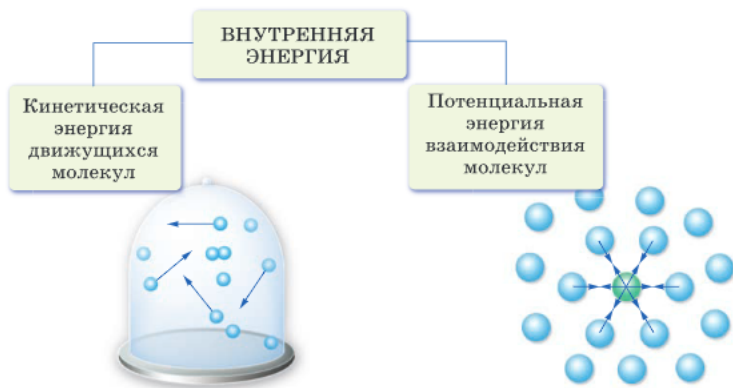 ВНУТРЕННЯЯ
ЭНЕРГИЯ
Кинетическая
энергия
движущихся
молекул
Потенциальная
энергия
взаимодействия
молекул